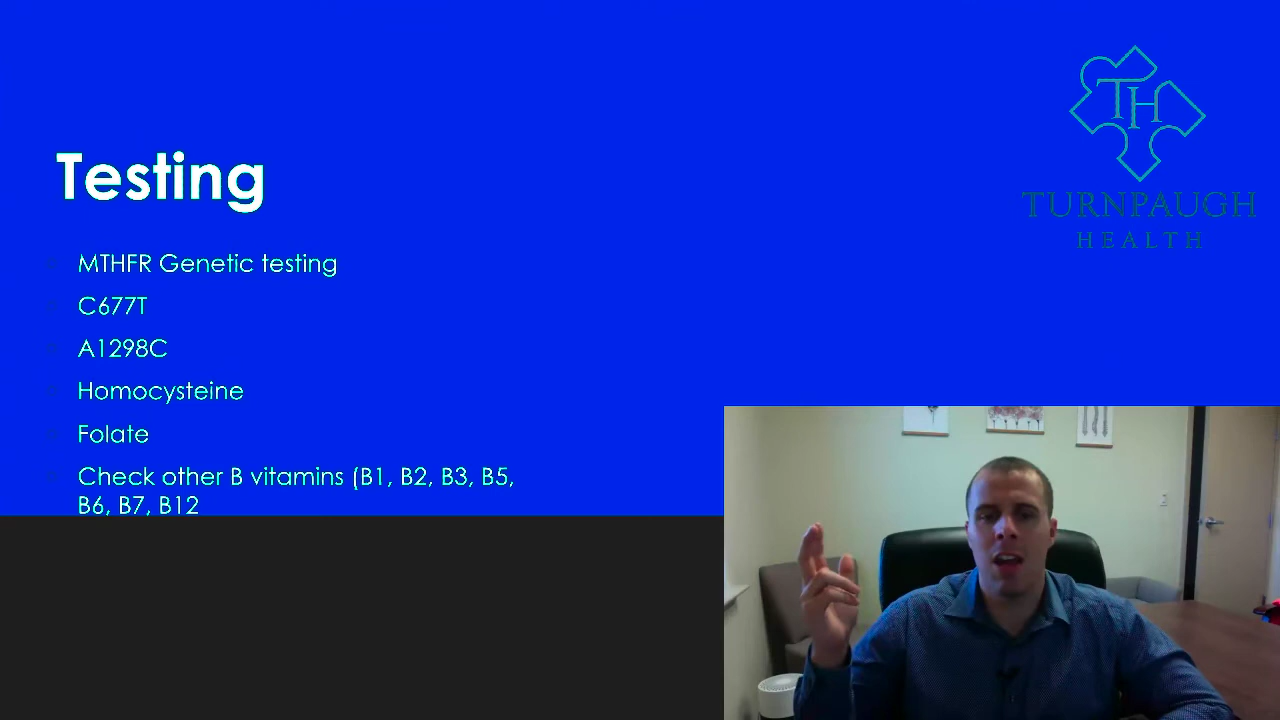 TH
TURNPAUGH
HEALTH
Testing
MTHFR Genetic testing
C677T
A1298C
Homocysteine
Folate
Check other B vitamins (B1, B2, B3, B5,
B6, B7, B12